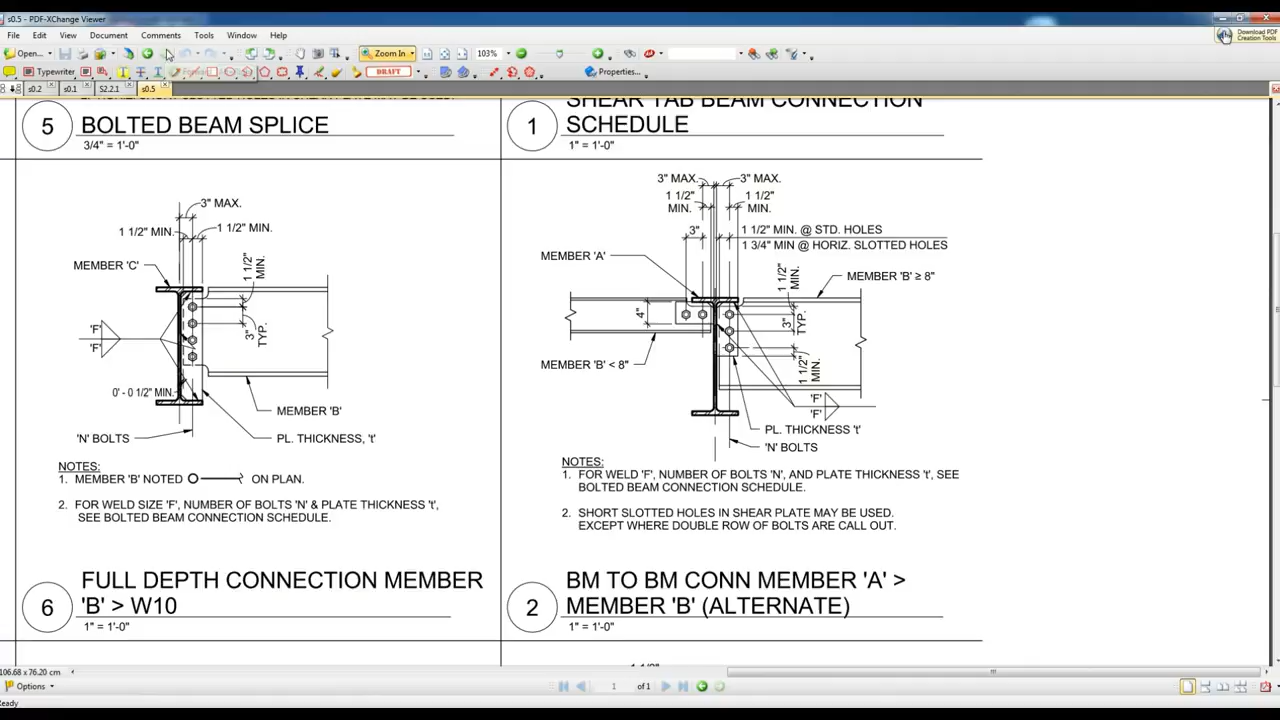 s0.5 - PDF-XChange Viewer
File Edit View Document Comments Tools Window Help
Download PDF
Creation Tools
Open...
Zoom In
103%
Typewriter
DRAFT
Properties...
s0.2 s0.1 S2.2.1 s0.5
5
BOLTED BEAM SPLICE
3/4" = 1'-0"
1
SHEAR TAB BEAM CONNECTION
SCHEDULE
1" = 1'-0"
3" MAX.
1 1/2" MIN.
1 1/2" MIN.
MEMBER 'C'
1 1/2"
MIN.
3"
TYP.
'F'
'F'
0' - 0 1/2" MIN.
MEMBER 'B'
'N' BOLTS
PL. THICKNESS, 't'
NOTES:
1. MEMBER 'B' NOTED ON PLAN.
2. FOR WELD SIZE 'F', NUMBER OF BOLTS 'N' & PLATE THICKNESS 't',
SEE BOLTED BEAM CONNECTION SCHEDULE.
6
FULL DEPTH CONNECTION MEMBER
'B' > W10
1" = 1'-0"
3" MAX.
3" MAX.
1 1/2"
MIN.
1 1/2"
MIN.
3"
1 1/2" MIN. @ STD. HOLES
1 3/4" MIN @ HORIZ. SLOTTED HOLES
MEMBER 'A'
1 1/2"
MIN.
MEMBER 'B' ≥ 8"
4"
3"
TYP.
MEMBER 'B' < 8"
1 1/2"
MIN.
'F'
'F'
PL. THICKNESS 't'
'N' BOLTS
NOTES:
1. FOR WELD 'F', NUMBER OF BOLTS 'N', AND PLATE THICKNESS 't', SEE
BOLTED BEAM CONNECTION SCHEDULE.
2. SHORT SLOTTED HOLES IN SHEAR PLATE MAY BE USED.
EXCEPT WHERE DOUBLE ROW OF BOLTS ARE CALL OUT.
2
BM TO BM CONN MEMBER 'A' >
MEMBER 'B' (ALTERNATE)
1" = 1'-0"
106.68 x 76.20 cm
Options
1 of 1
Ready